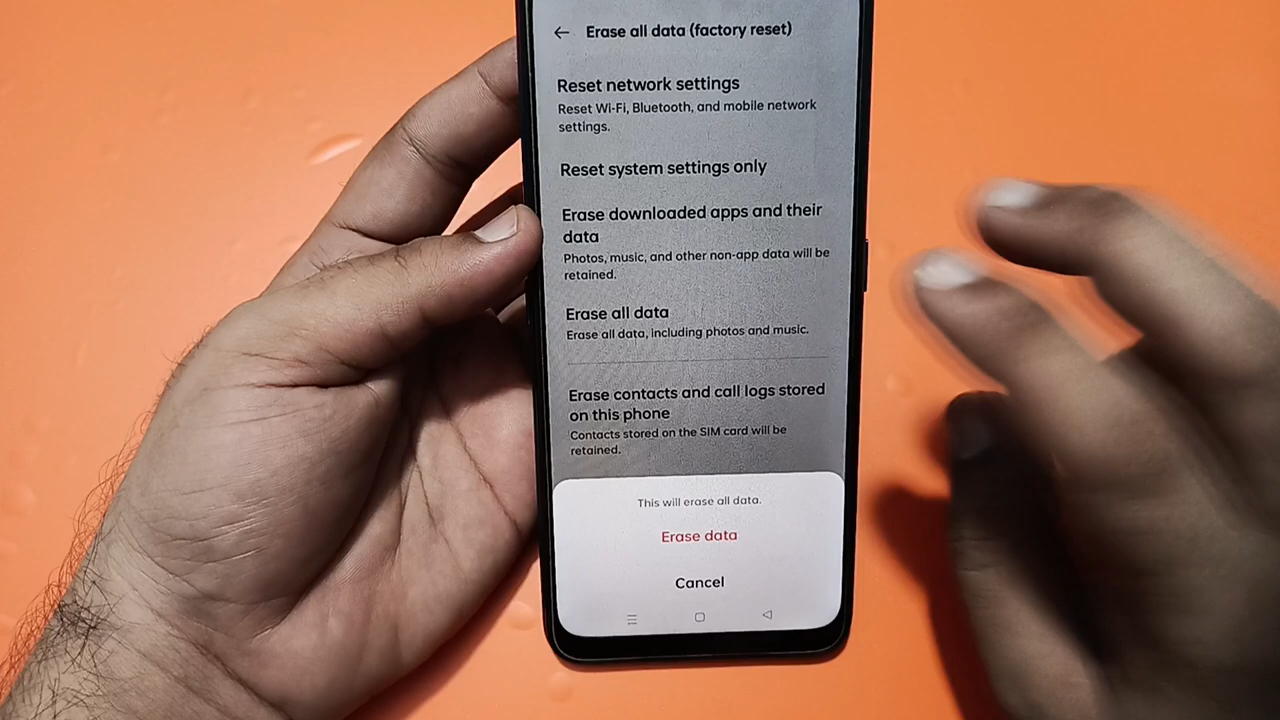 Erase all data (factory reset)
Reset network settings
Reset Wi-Fi, Bluetooth, and mobile network
settings.
Reset system settings only
Erase downloaded apps and their
data
Photos, music, and other non-app data will be
retained.
Erase all data
Erase all data, including photos and music.
Erase contacts and call logs stored
on this phone
Contacts stored on the SIM card will be
retained.
This will erase all data.
Erase data
Cancel